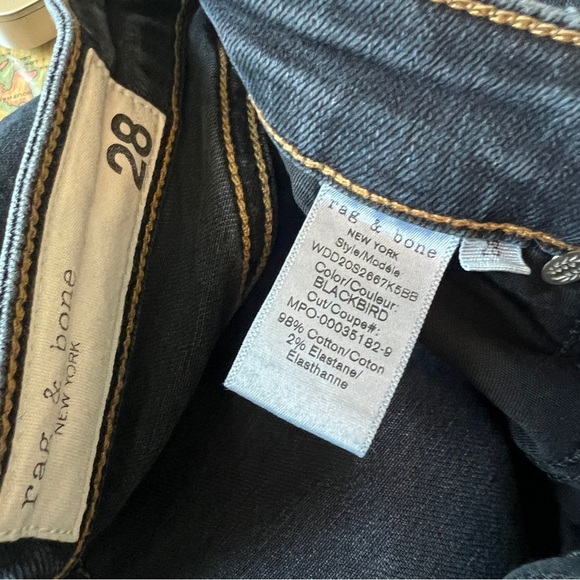 28
rag & bone
NEW YORK
rag & bone
NEW YORK
Style/Modèle:
WDD20S2667K5BB
Color/Couleur:
BLACKBIRD
Cut/Coupe#:
MPO-00035182-9
98% Cotton/Coton
2% Elastane/
Elasthanne